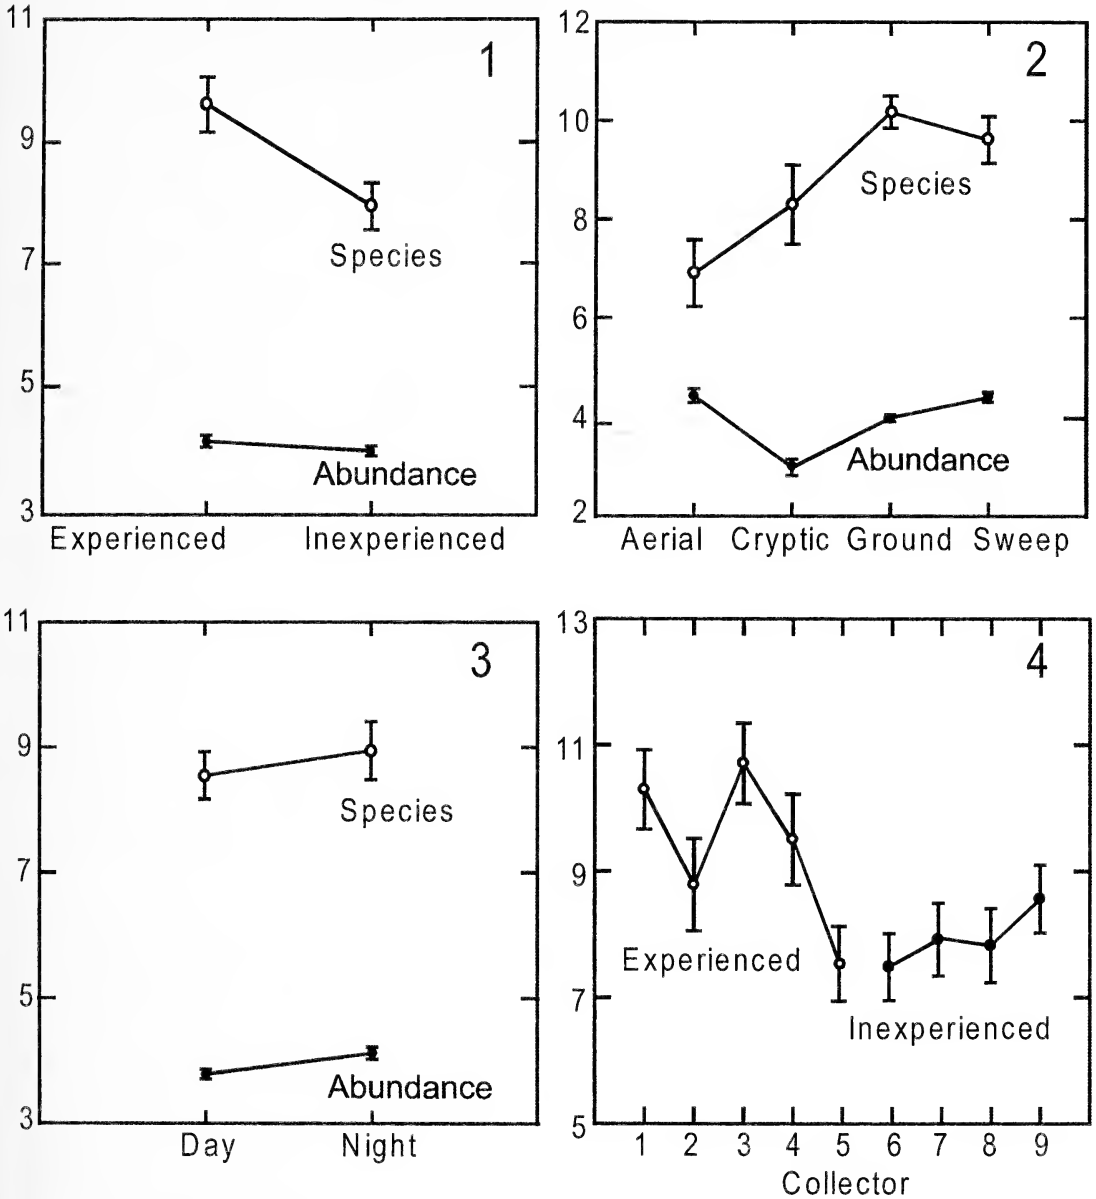 11
1
9
7
Species
5
Abundance
3
Experienced Inexperienced
12
2
10
Species
8
6
4
Abundance
2
Aerial Cryptic Ground Sweep
11
3
9
Species
7
5
Abundance
3
Day Night
13
4
11
9
Experienced
7
Inexperienced
5
1 2 3 4 5 6 7 8 9
Collector